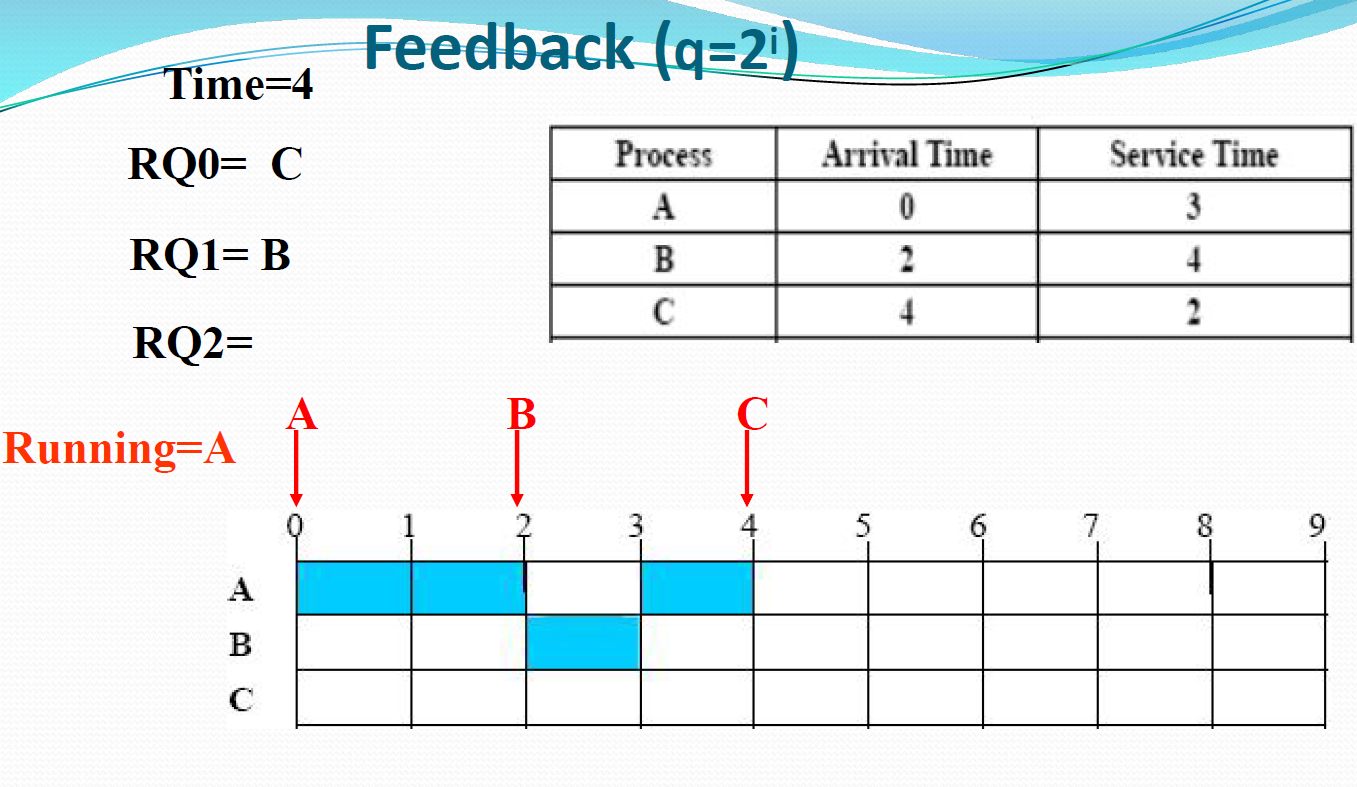 Feedback (q=2ⁱ)
Time=4
RQ0= C
RQ1= B
RQ2=
Process Arrival Time Service Time
A 0 3
B 2 4
C 4 2
Running=A
A B C
0 1 2 3 4 5 6 7 8 9
A
B
C